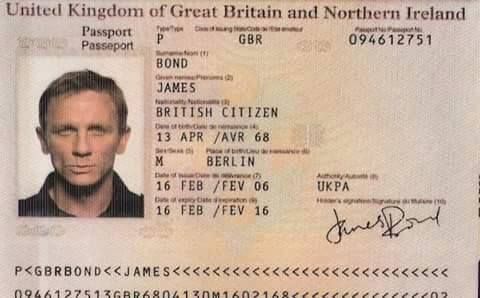 United Kingdom of Great Britain and Northern Ireland
Passport
Passeport
Type/Type Code of issuing State/Code de l'Etat émetteur Passport No./Passeport No.
P GBR 094612751
Surname/Nom (1)
BOND
Given names/Prénoms (2)
JAMES
Nationality/Nationalité (3)
BRITISH CITIZEN
Date of birth/Date de naissance (4)
13 APR /AVR 68
Sex/Sexe (5) Place of birth/Lieu de naissance (6)
M BERLIN
Date of issue/Date de délivrance (7) Authority/Autorité (8)
16 FEB /FEV 06 UKPA
Date of expiry/Date d'expiration (9) Holder's signature/Signature du titulaire (10)
16 FEB /FEV 16
James Bond
P<GBRBOND<<JAMES<<<<<<<<<<<<<<<<<<<<<<<<<<<<
0946127513GBR6804130M1602168<<<<<<<<<<<<<<02